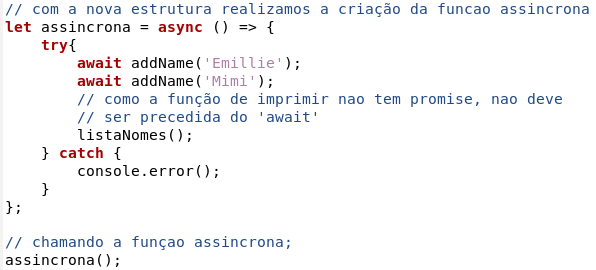 // com a nova estrutura realizamos a criação da funcao assincrona
let assincrona = async () => {
    try{
        await addName('Emillie');
        await addName('Mimi');
        // como a função de imprimir nao tem promise, nao deve
        // ser precedida do 'await'
        listaNomes();
    } catch {
        console.error();
    }
};

// chamando a funçao assincrona;
assincrona();